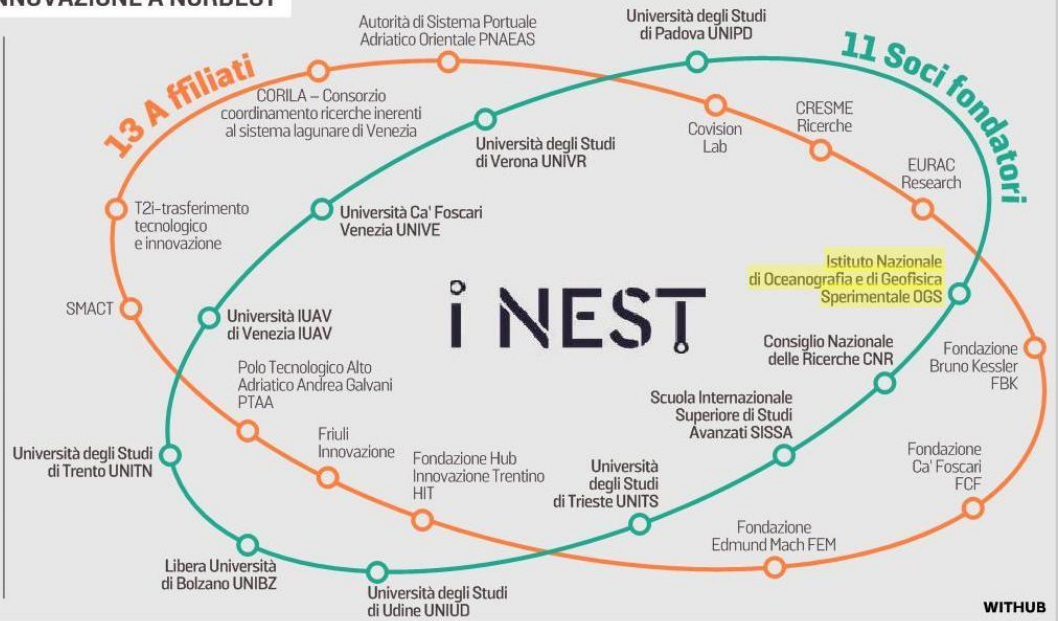 INNOVAZIONE A NORDEST
13 A ffiliati
11 Soci fondatori
Autorità di Sistema Portuale
Adriatico Orientale PNAEAS
Università degli Studi
di Padova UNIPD
CORILA – Consorzio
coordinamento ricerche inerenti
al sistema lagunare di Venezia
Università degli Studi
di Verona UNIVR
Covision
Lab
CRESME
Ricerche
EURAC
Research
T2i-trasferimento
tecnologico
e innovazione
Università Ca' Foscari
Venezia UNIVE
Istituto Nazionale
di Oceanografia e di Geofisica
Sperimentale OGS
SMACT
Università IUAV
di Venezia IUAV
i NEST
Consiglio Nazionale
delle Ricerche CNR
Fondazione
Bruno Kessler
FBK
Polo Tecnologico Alto
Adriatico Andrea Galvani
PTAA
Scuola Internazionale
Superiore di Studi
Avanzati SISSA
Università degli Studi
di Trento UNITN
Friuli
Innovazione
Fondazione Hub
Innovazione Trentino
HIT
Università
degli Studi
di Trieste UNITS
Fondazione
Ca' Foscari
FCF
Fondazione
Edmund Mach FEM
Libera Università
di Bolzano UNIBZ
Università degli Studi
di Udine UNIUD
WITHUB